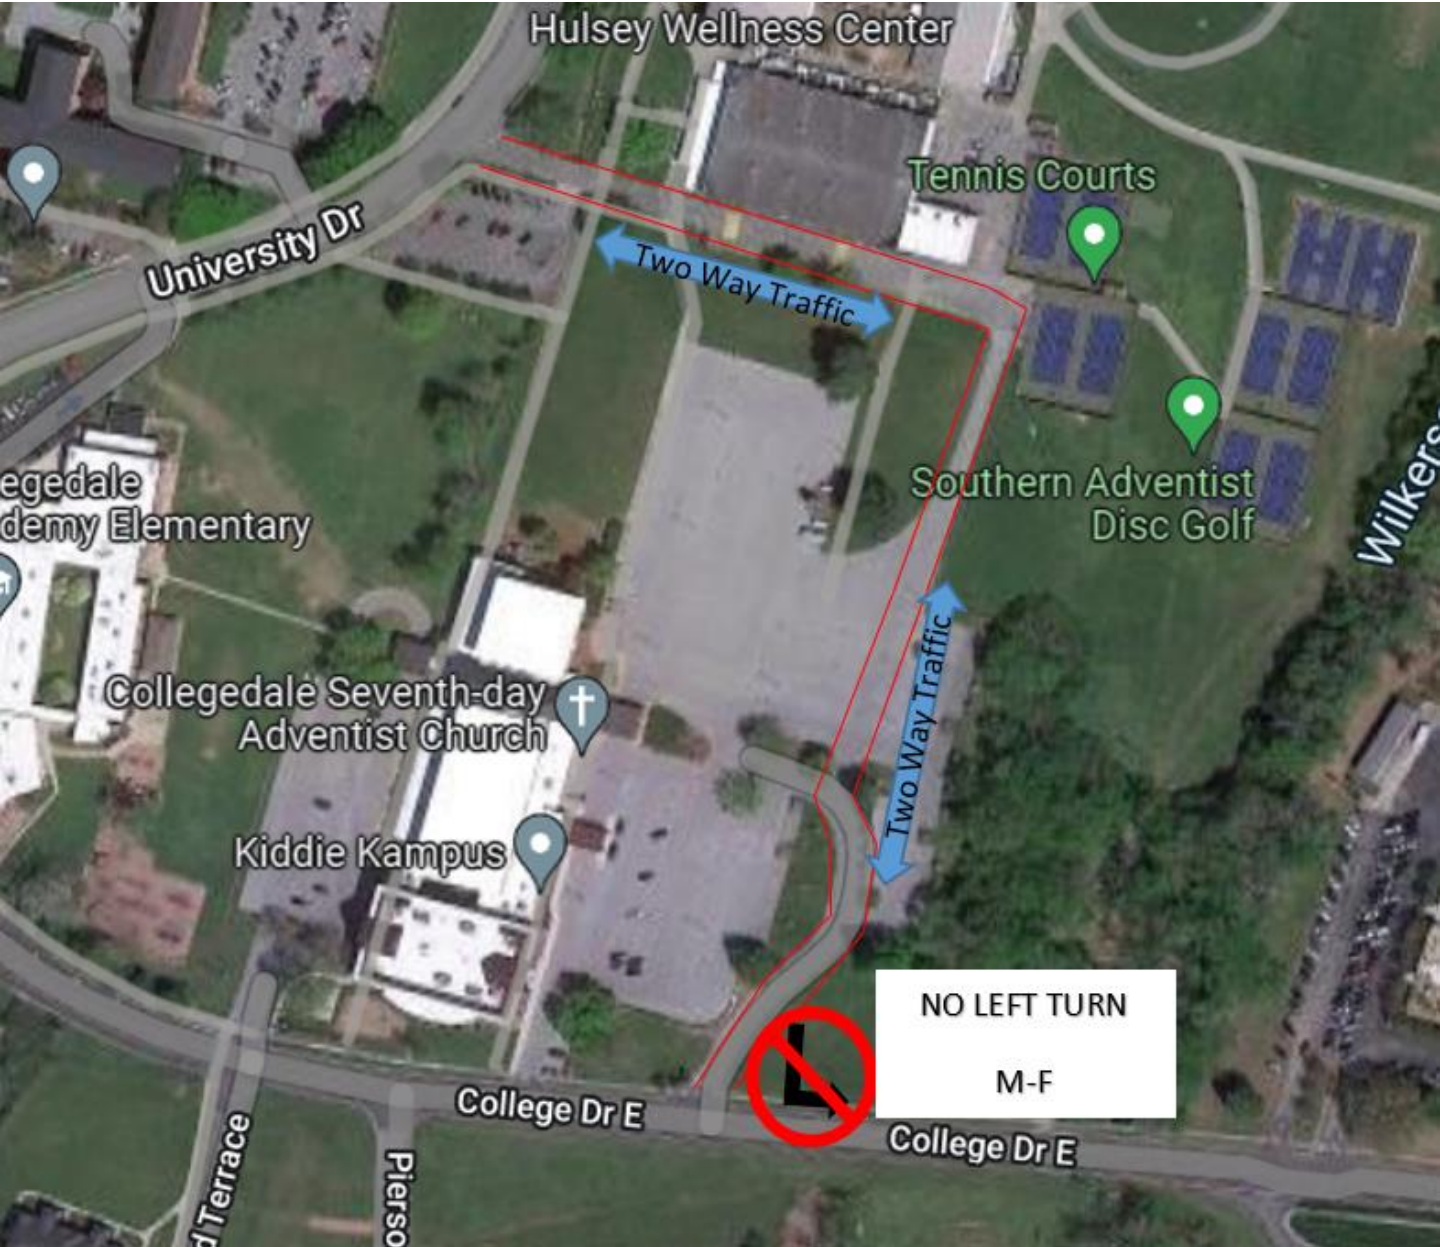 Hulsey Wellness Center
Tennis Courts
University Dr
Two Way Traffic
Southern Adventist
Disc Golf
Wilkers
egedale
demy Elementary
Two Way Traffic
Collegedale Seventh-day
Adventist Church
Kiddie Kampus
NO LEFT TURN
M-F
College Dr E
College Dr E
d Terrace
Pierso